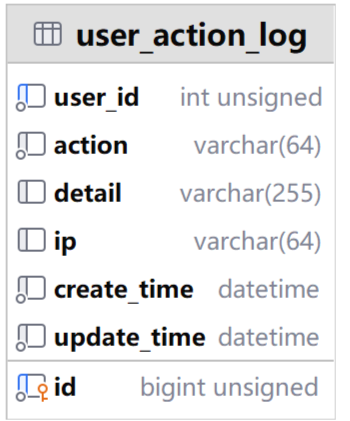 user_action_log
user_id int unsigned
action varchar(64)
detail varchar(255)
ip varchar(64)
create_time datetime
update_time datetime
id bigint unsigned